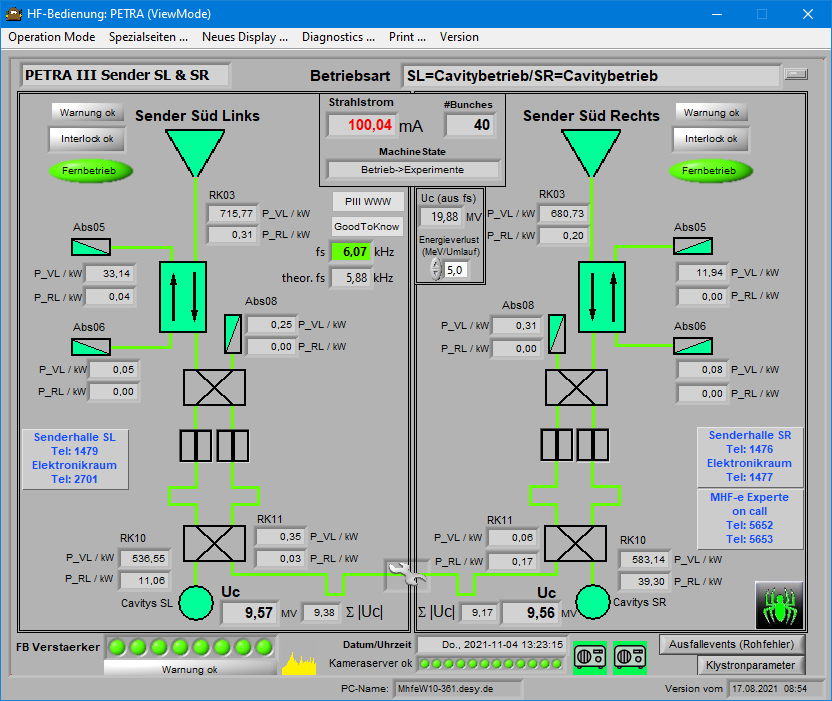 HF-Bedienung: PETRA (ViewMode)
Operation Mode Spezialseiten ... Neues Display ... Diagnostics ... Print ... Version
PETRA III Sender SL & SR
Betriebsart SL=Cavitybetrieb/SR=Cavitybetrieb
Strahlstrom
100,04 mA
#Bunches
40
MachineState
Betrieb->Experimente
Warnung ok
Interlock ok
Fernbetrieb
Sender Süd Links
RK03
715,77 P_VL / kW
0,31 P_RL / kW
PIII WWW
GoodToKnow
fs 6,07 kHz
theor. fs 5,88 kHz
Abs05
P_VL / kW 33,14
P_RL / kW 0,04
Abs08
0,25 P_VL / kW
0,00 P_RL / kW
Abs06
P_VL / kW 0,05
P_RL / kW 0,00
Senderhalle SL
Tel: 1479
Elektronikraum
Tel: 2701
RK10
P_VL / kW 536,55
P_RL / kW 11,06
RK11
0,35 P_VL / kW
0,03 P_RL / kW
Cavitys SL
Uc
9,57 MV 9,38 Σ |Uc|
Sender Süd Rechts
Warnung ok
Interlock ok
Fernbetrieb
Uc (aus fs)
19,88 MV
Energieverlust
(MeV/Umlauf)
5,0
RK03
P_VL / kW 680,73
P_RL / kW 0,20
Abs05
11,94 P_VL / kW
0,00 P_RL / kW
Abs08
P_VL / kW 0,31
P_RL / kW 0,00
Abs06
0,08 P_VL / kW
0,00 P_RL / kW
Senderhalle SR
Tel: 1476
Elektronikraum
Tel: 1477
MHF-e Experte
on call
Tel: 5652
Tel: 5653
RK11
P_VL / kW 0,06
P_RL / kW 0,17
RK10
583,14 P_VL / kW
39,30 P_RL / kW
Cavitys SR
Uc
Σ |Uc| 9,17 9,56 MV
FB Verstaerker
Warnung ok
Datum/Uhrzeit Do., 2021-11-04 13:23:15
Kameraserver ok
Ausfallevents (Rohfehler)
Klystronparameter
PC-Name: MhfeW10-361.desy.de
Version vom 17.08.2021 08:54